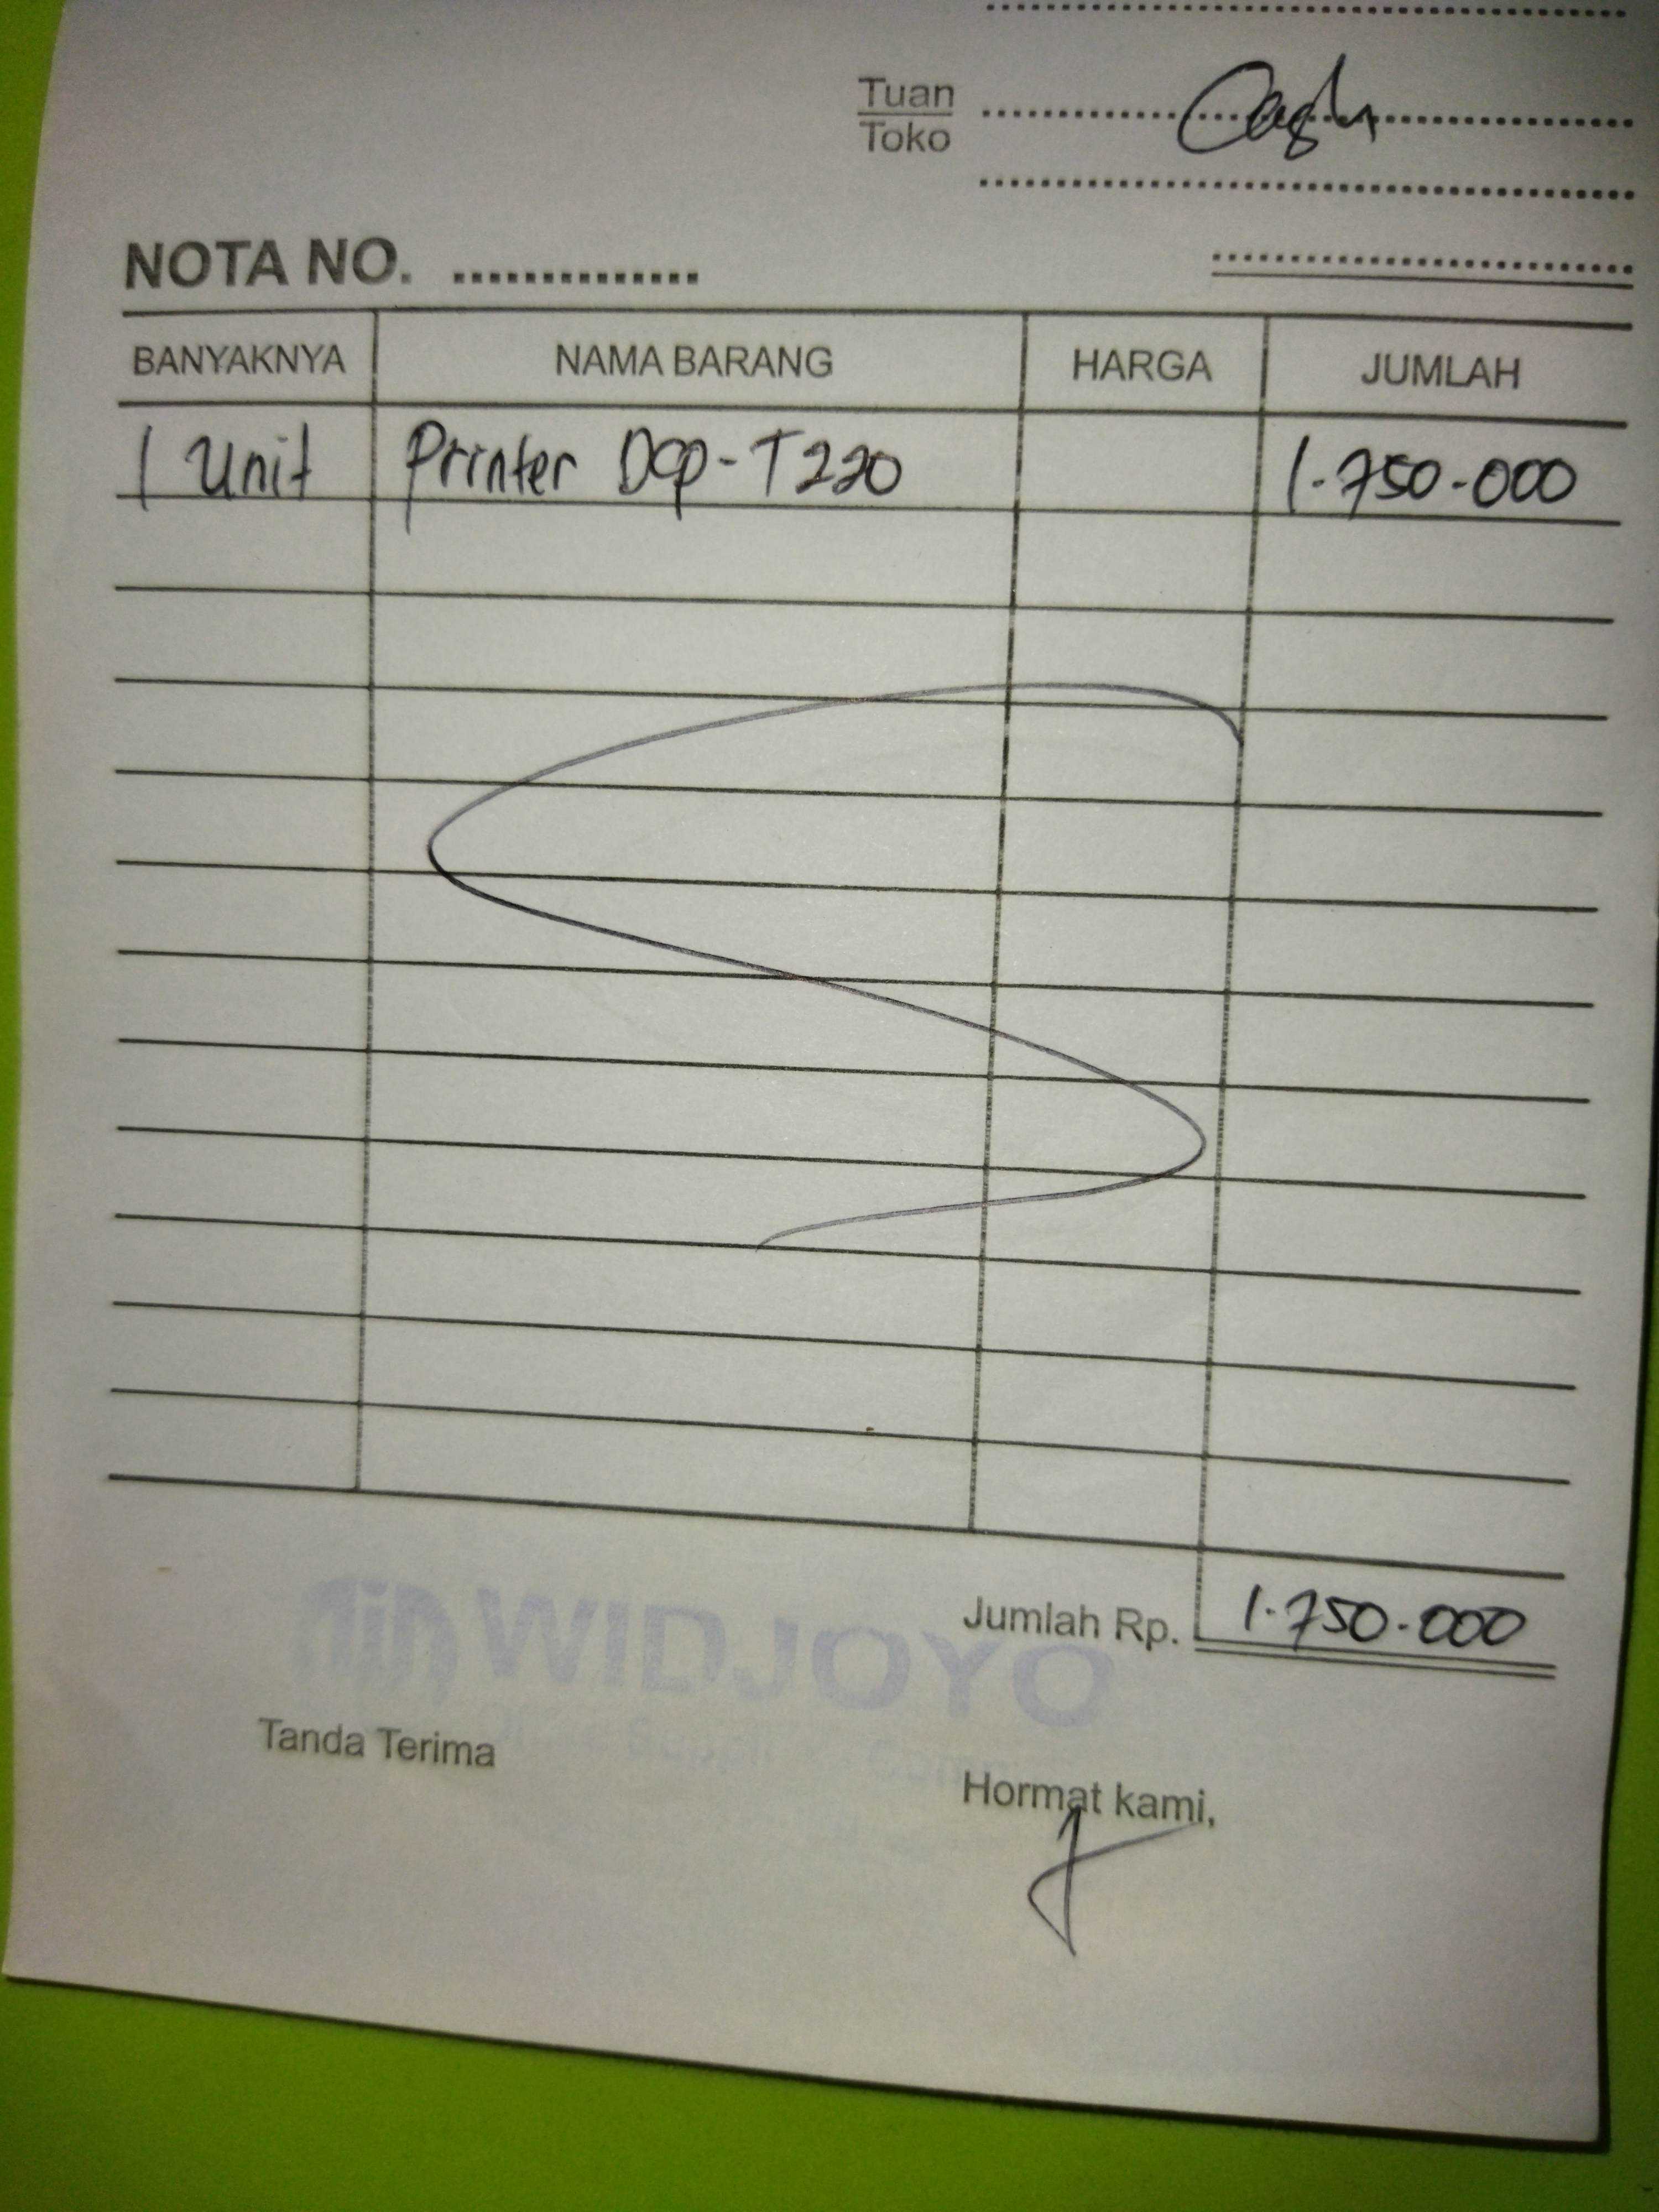 Tuan
Toko
Cash
NOTA NO. ..............
BANYAKNYA NAMA BARANG HARGA JUMLAH
1 Unit Printer Dcp-T220 1.750.000
Jumlah Rp. 1.750.000
WIDJOYO
Tanda Terima
Hormat kami,